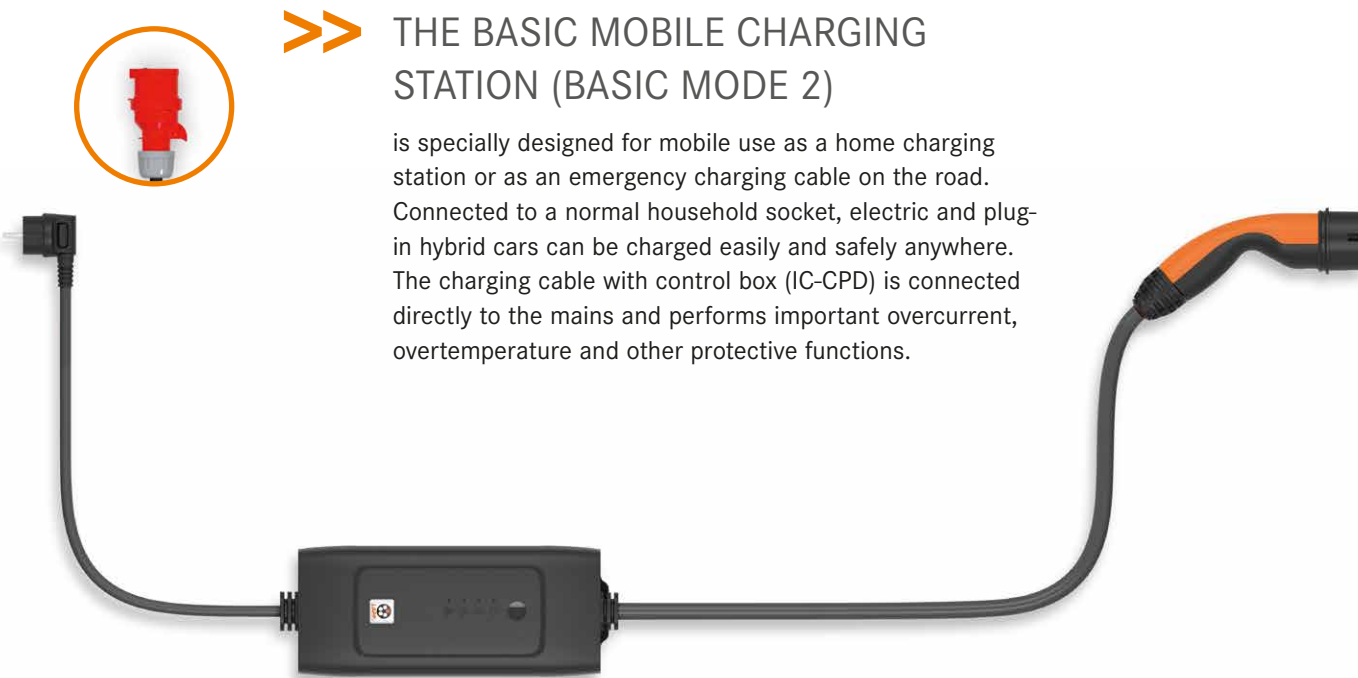 >> THE BASIC MOBILE CHARGING
STATION (BASIC MODE 2)
is specially designed for mobile use as a home charging
station or as an emergency charging cable on the road.
Connected to a normal household socket, electric and plug-
in hybrid cars can be charged easily and safely anywhere.
The charging cable with control box (IC-CPD) is connected
directly to the mains and performs important overcurrent,
overtemperature and other protective functions.